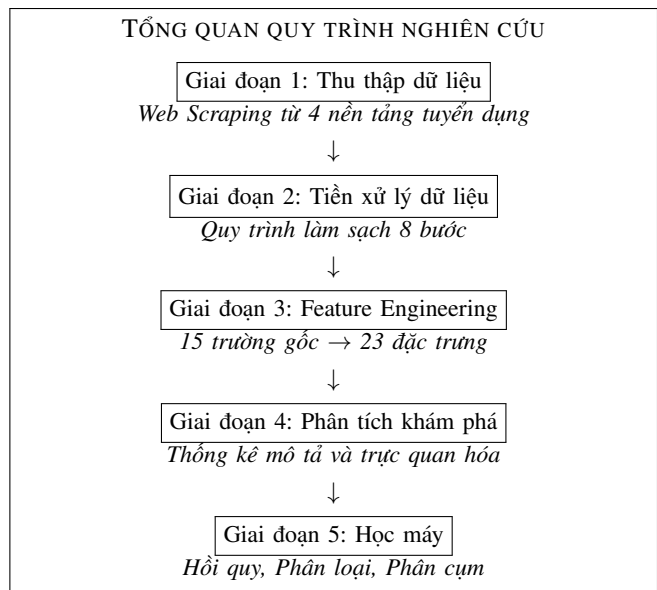 TỔNG QUAN QUY TRÌNH NGHIÊN CỨU
Giai đoạn 1: Thu thập dữ liệu
Web Scraping từ 4 nền tảng tuyển dụng
↓
Giai đoạn 2: Tiền xử lý dữ liệu
Quy trình làm sạch 8 bước
↓
Giai đoạn 3: Feature Engineering
15 trường gốc → 23 đặc trưng
↓
Giai đoạn 4: Phân tích khám phá
Thống kê mô tả và trực quan hóa
↓
Giai đoạn 5: Học máy
Hồi quy, Phân loại, Phân cụm